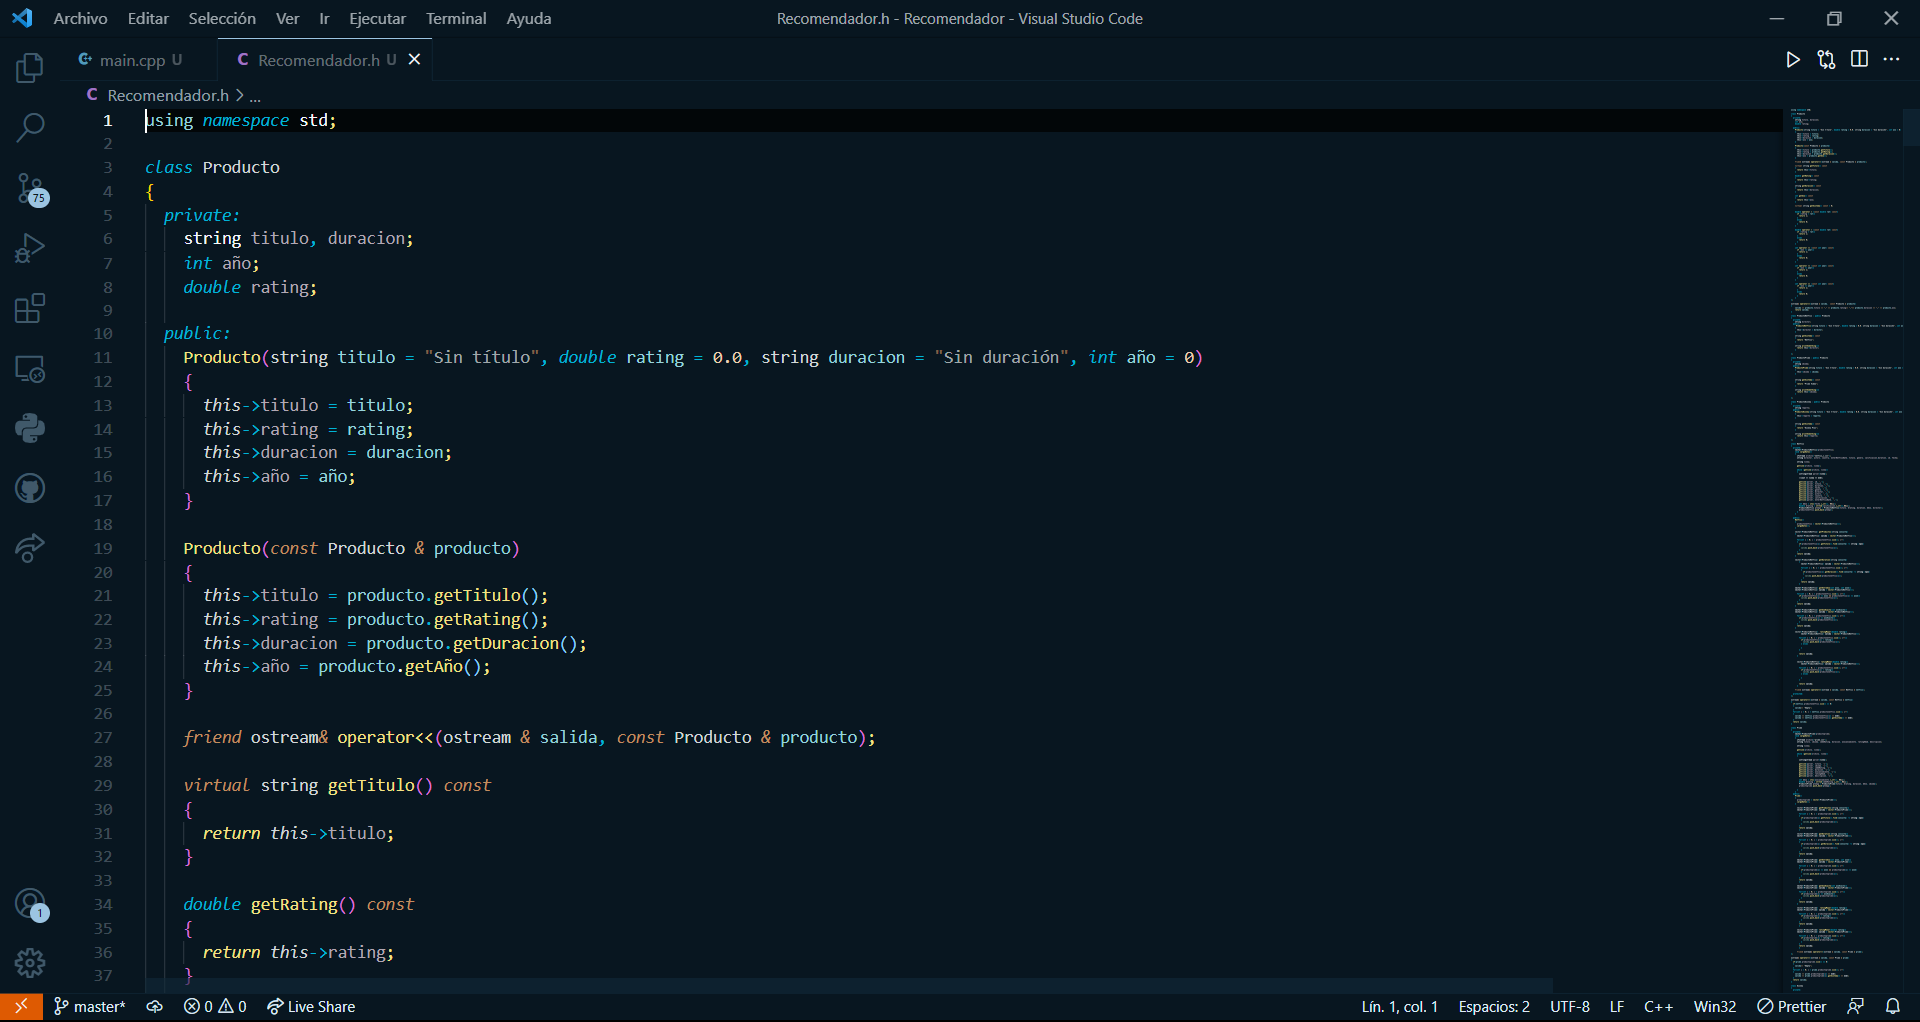 Archivo Editar Selección Ver Ir Ejecutar Terminal Ayuda
Recomendador.h - Recomendador - Visual Studio Code
main.cpp U
C Recomendador.h U
C Recomendador.h > ...
1 using namespace std;
2
3 class Producto
4 {
5 private:
6 string titulo, duracion;
7 int año;
8 double rating;
9
10 public:
11 Producto(string titulo = "Sin título", double rating = 0.0, string duracion = "Sin duración", int año = 0)
12 {
13 this->titulo = titulo;
14 this->rating = rating;
15 this->duracion = duracion;
16 this->año = año;
17 }
18
19 Producto(const Producto & producto)
20 {
21 this->titulo = producto.getTitulo();
22 this->rating = producto.getRating();
23 this->duracion = producto.getDuracion();
24 this->año = producto.getAño();
25 }
26
27 friend ostream& operator<<(ostream & salida, const Producto & producto);
28
29 virtual string getTitulo() const
30 {
31 return this->titulo;
32 }
33
34 double getRating() const
35 {
36 return this->rating;
37 }
75
1
master* 0 0 Live Share
Lín. 1, col. 1 Espacios: 2 UTF-8 LF C++ Win32 Prettier